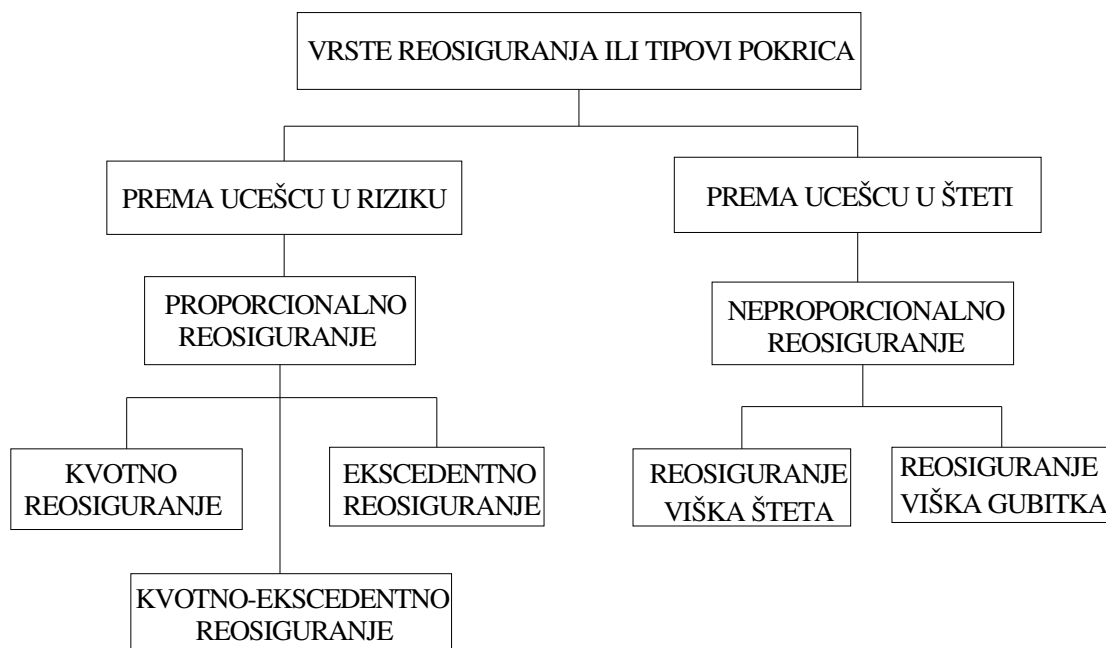 VRSTE REOSIGURANJA ILI TIPOVI POKRICA
PREMA UCEŠCU U RIZIKU
PREMA UCEŠCU U ŠTETI
PROPORCIONALNO
REOSIGURANJE
NEPROPORCIONALNO
REOSIGURANJE
KVOTNO
REOSIGURANJE
EKSCEDENTNO
REOSIGURANJE
REOSIGURANJE
VIŠKA ŠTETA
REOSIGURANJE
VIŠKA GUBITKA
KVOTNO-EKSCEDENTNO
REOSIGURANJE